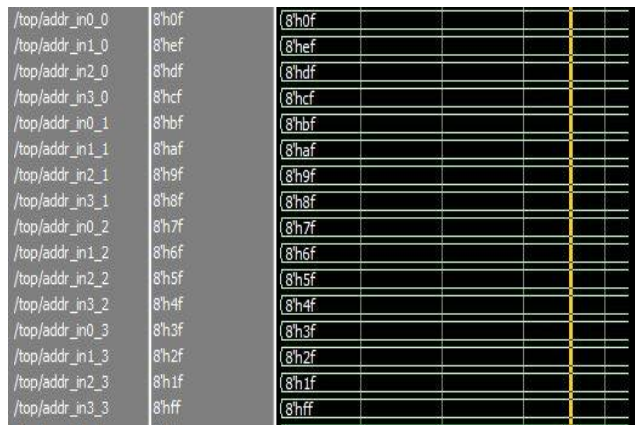 /top/addr_in0_0 8'h0f 8'h0f
/top/addr_in1_0 8'hef 8'hef
/top/addr_in2_0 8'hdf 8'hdf
/top/addr_in3_0 8'hcf 8'hcf
/top/addr_in0_1 8'hbf 8'hbf
/top/addr_in1_1 8'haf 8'haf
/top/addr_in2_1 8'h9f 8'h9f
/top/addr_in3_1 8'h8f 8'h8f
/top/addr_in0_2 8'h7f 8'h7f
/top/addr_in1_2 8'h6f 8'h6f
/top/addr_in2_2 8'h5f 8'h5f
/top/addr_in3_2 8'h4f 8'h4f
/top/addr_in0_3 8'h3f 8'h3f
/top/addr_in1_3 8'h2f 8'h2f
/top/addr_in2_3 8'h1f 8'h1f
/top/addr_in3_3 8'hff 8'hff